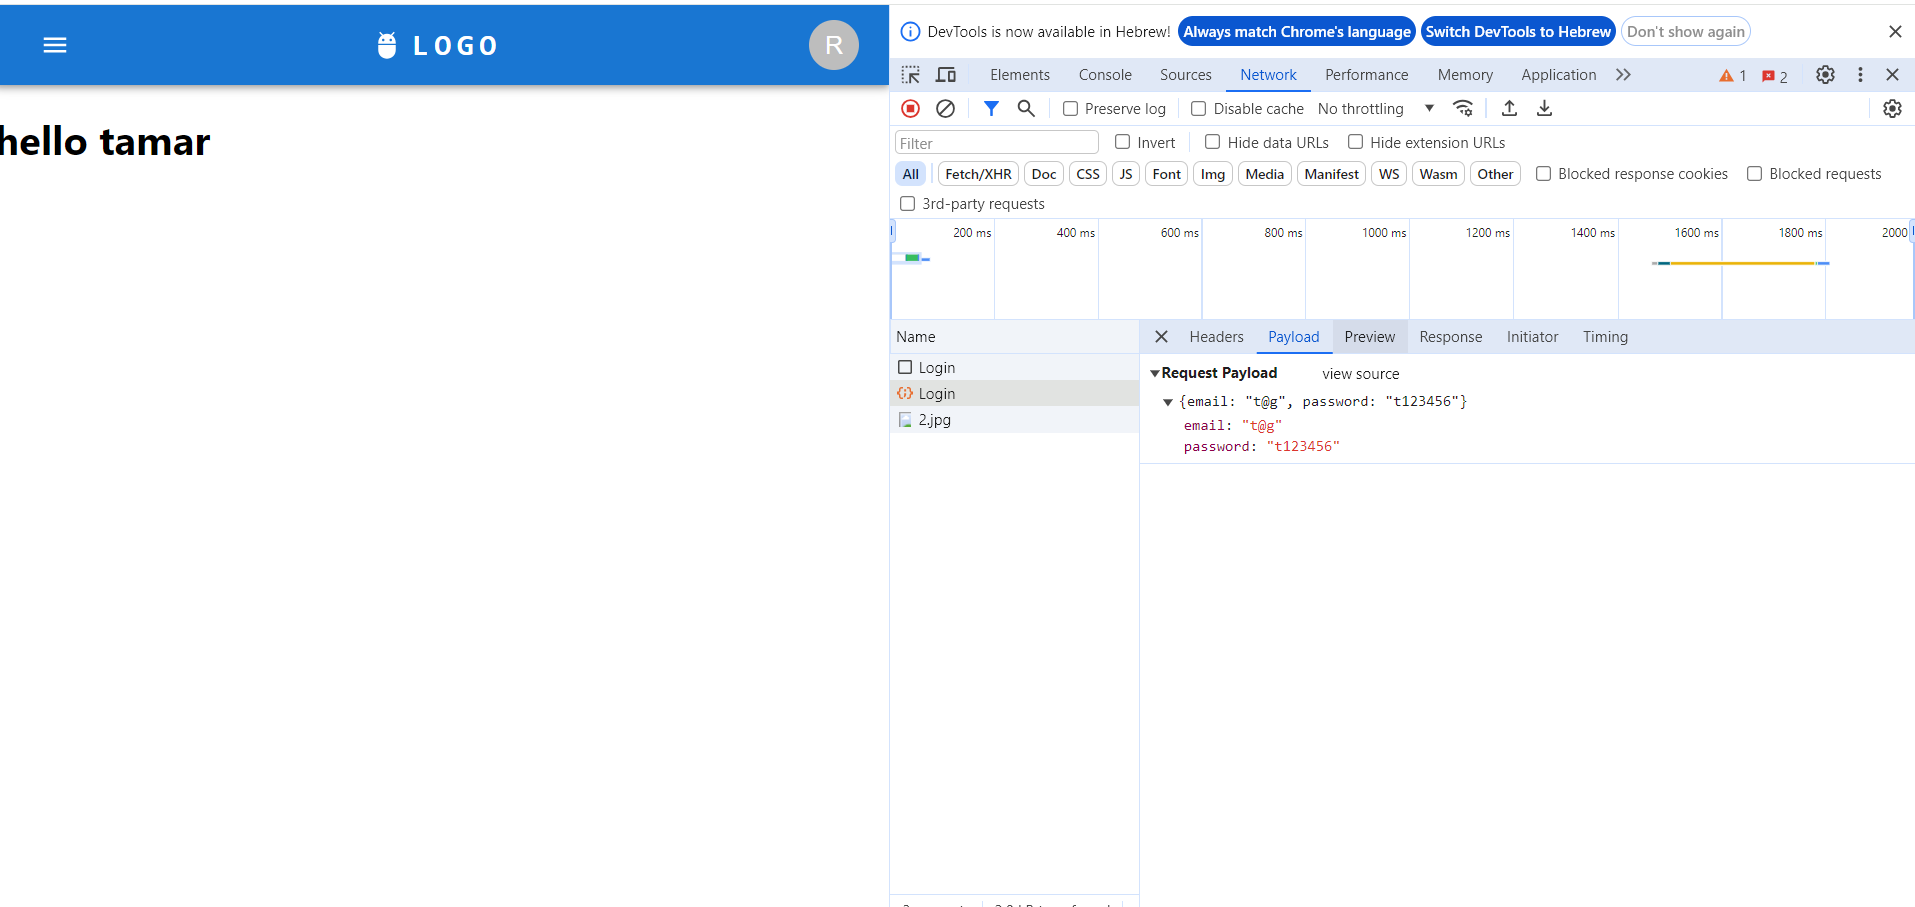 LOGO
R
hello tamar
DevTools is now available in Hebrew! Always match Chrome's language Switch DevTools to Hebrew Don't show again
Elements Console Sources Network Performance Memory Application 1 2
Preserve log Disable cache No throttling
Filter Invert Hide data URLs Hide extension URLs
All Fetch/XHR Doc CSS JS Font Img Media Manifest WS Wasm Other Blocked response cookies Blocked requests
3rd-party requests
200 ms 400 ms 600 ms 800 ms 1000 ms 1200 ms 1400 ms 1600 ms 1800 ms 2000
Name Headers Payload Preview Response Initiator Timing
Login
Login
2.jpg
Request Payload view source
{email: "t@g", password: "t123456"}
email: "t@g"
password: "t123456"